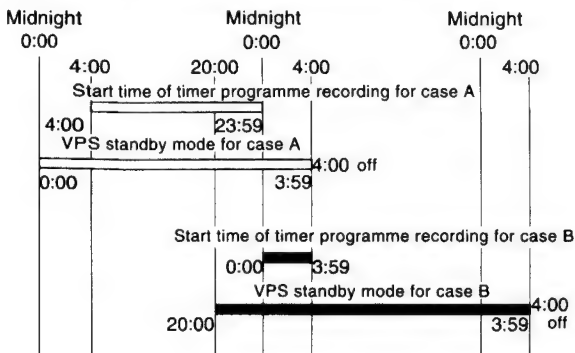 Midnight Midnight Midnight
0:00 0:00 0:00
4:00 20:00 4:00 4:00
Start time of timer programme recording for case A
4:00 23:59
VPS standby mode for case A
4:00 off
0:00 3:59
Start time of timer programme recording for case B
0:00 3:59
VPS standby mode for case B
4:00
20:00 3:59 off